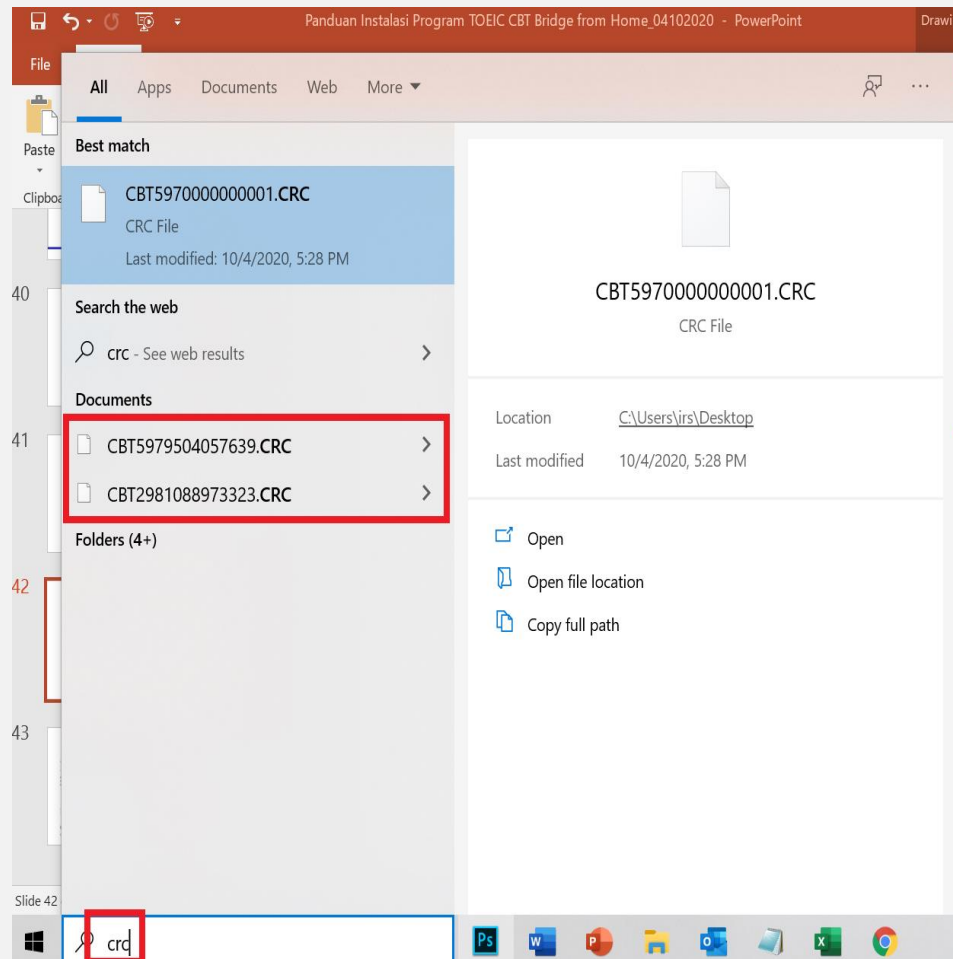 Panduan Instalasi Program TOEIC CBT Bridge from Home_04102020 - PowerPoint
Drawi
File
Paste
Clipboa
40
41
42
43
Slide 42
All Apps Documents Web More
Best match
CBT5970000000001.CRC
CRC File
Last modified: 10/4/2020, 5:28 PM
Search the web
crc - See web results
Documents
CBT5979504057639.CRC
CBT2981088973323.CRC
Folders (4+)
CBT5970000000001.CRC
CRC File
Location C:\Users\irs\Desktop
Last modified 10/4/2020, 5:28 PM
Open
Open file location
Copy full path
crc
Ps W P o X